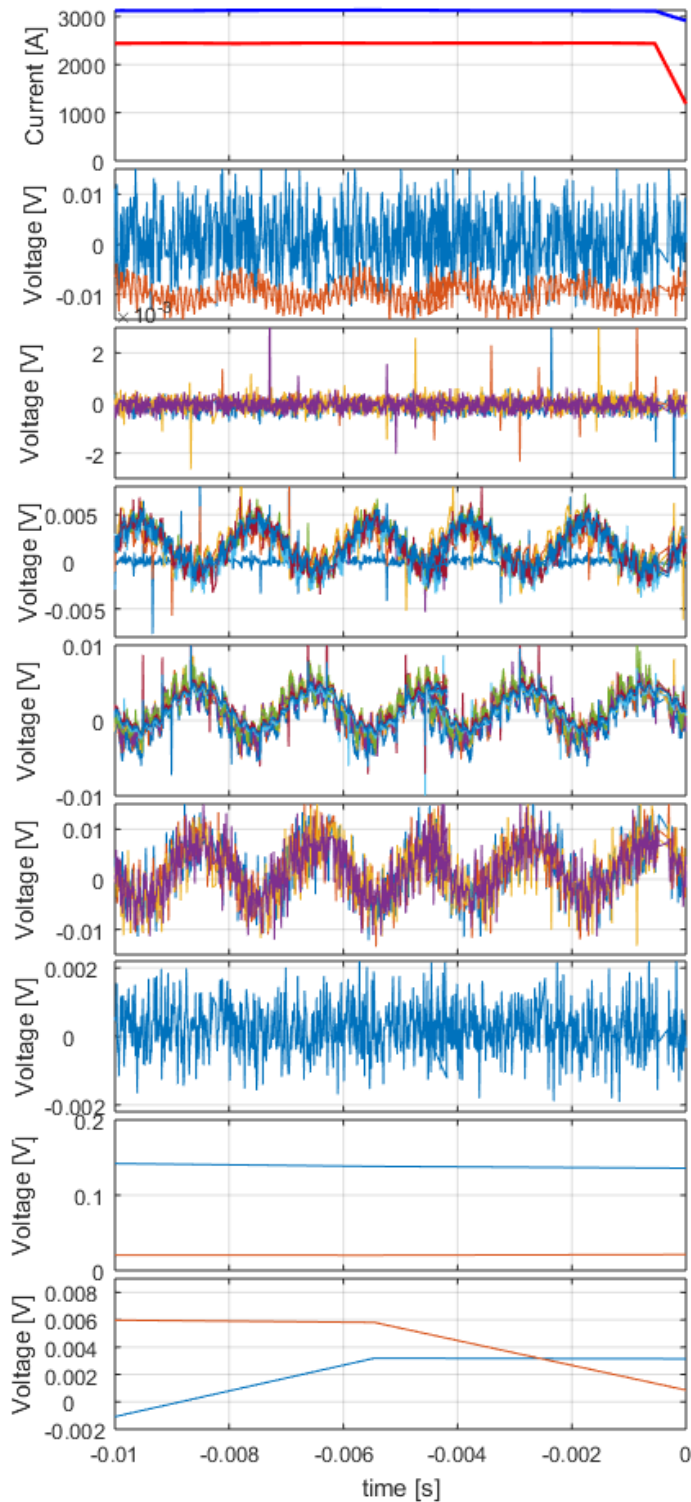 3000
2000
1000
0
Current [A]
0.01
0
-0.01
Voltage [V]
× 10⁻³
2
0
-2
Voltage [V]
0.005
0
-0.005
Voltage [V]
0.01
0
-0.01
Voltage [V]
0.01
0
-0.01
Voltage [V]
0.002
0
-0.002
Voltage [V]
0.2
0.1
0
Voltage [V]
0.008
0.006
0.004
0.002
0
-0.002
Voltage [V]
-0.01 -0.008 -0.006 -0.004 -0.002 0
time [s]